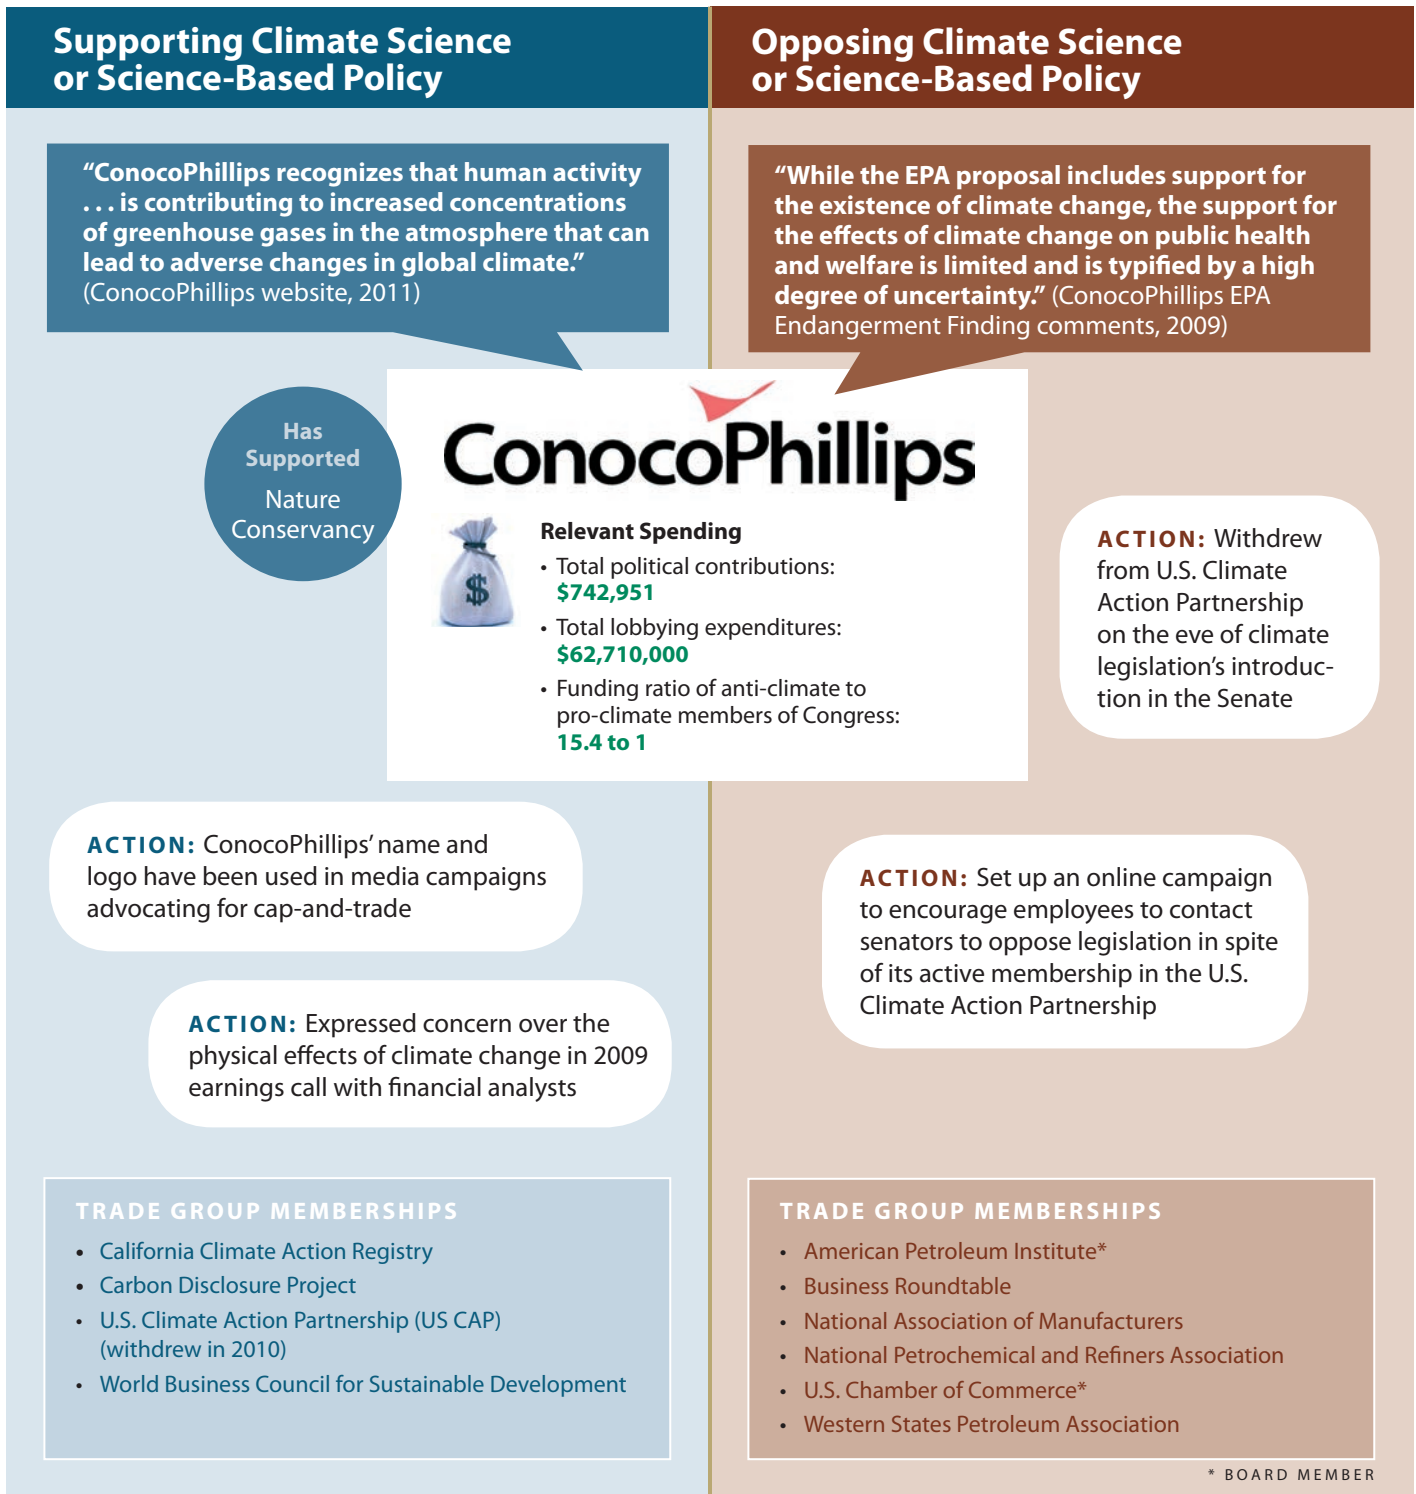 Supporting Climate Science
or Science-Based Policy
“ConocoPhillips recognizes that human activity
. . . is contributing to increased concentrations
of greenhouse gases in the atmosphere that can
lead to adverse changes in global climate.”
(ConocoPhillips website, 2011)
Has
Supported
Nature
Conservancy
Opposing Climate Science
or Science-Based Policy
“While the EPA proposal includes support for
the existence of climate change, the support for
the effects of climate change on public health
and welfare is limited and is typified by a high
degree of uncertainty.” (ConocoPhillips EPA
Endangerment Finding comments, 2009)
ConocoPhillips
$
Relevant Spending
• Total political contributions:
$742,951
• Total lobbying expenditures:
$62,710,000
• Funding ratio of anti-climate to
pro-climate members of Congress:
15.4 to 1
ACTION: Withdrew
from U.S. Climate
Action Partnership
on the eve of climate
legislation’s introduc-
tion in the Senate
ACTION: ConocoPhillips’ name and
logo have been used in media campaigns
advocating for cap-and-trade
ACTION: Expressed concern over the
physical effects of climate change in 2009
earnings call with financial analysts
ACTION: Set up an online campaign
to encourage employees to contact
senators to oppose legislation in spite
of its active membership in the U.S.
Climate Action Partnership
TRADE GROUP MEMBERSHIPS
• California Climate Action Registry
• Carbon Disclosure Project
• U.S. Climate Action Partnership (US CAP)
(withdrew in 2010)
• World Business Council for Sustainable Development
TRADE GROUP MEMBERSHIPS
• American Petroleum Institute*
• Business Roundtable
• National Association of Manufacturers
• National Petrochemical and Refiners Association
• U.S. Chamber of Commerce*
• Western States Petroleum Association
* BOARD MEMBER